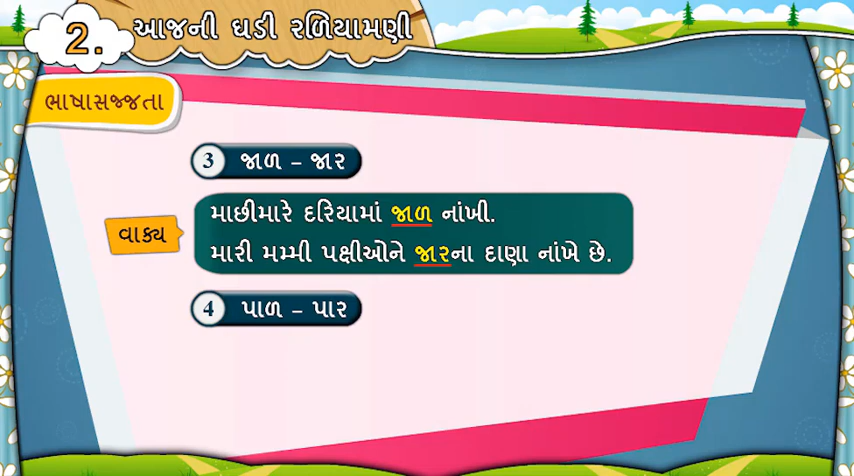 2. આજની ઘડી રળિયામણી
ભાષાસજ્જતા
3 જાળ – જાર
માછીમારે દરિયામાં જાળ નાંખી.
વાક્ય
મારી મમ્મી પક્ષીઓને જારના દાણા નાંખે છે.
4 પાળ – પાર